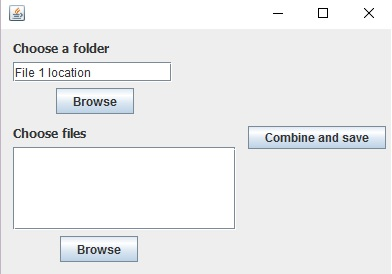 Choose a folder
File 1 location
Browse
Choose files
Combine and save
Browse